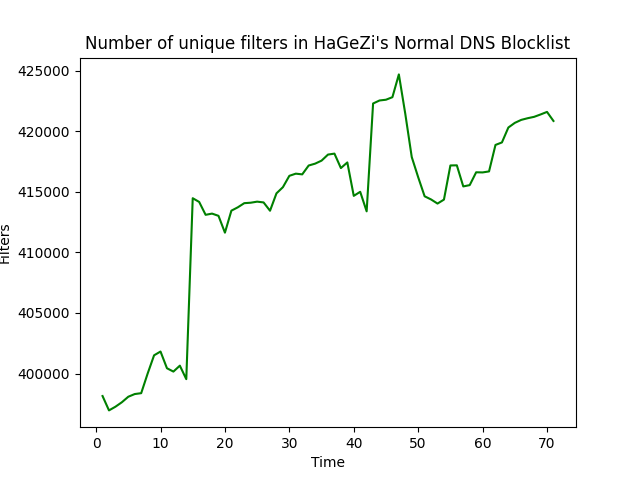 Number of unique filters in HaGeZi's Normal DNS Blocklist
425000
420000
415000
410000
405000
400000
Filters
0 10 20 30 40 50 60 70
Time